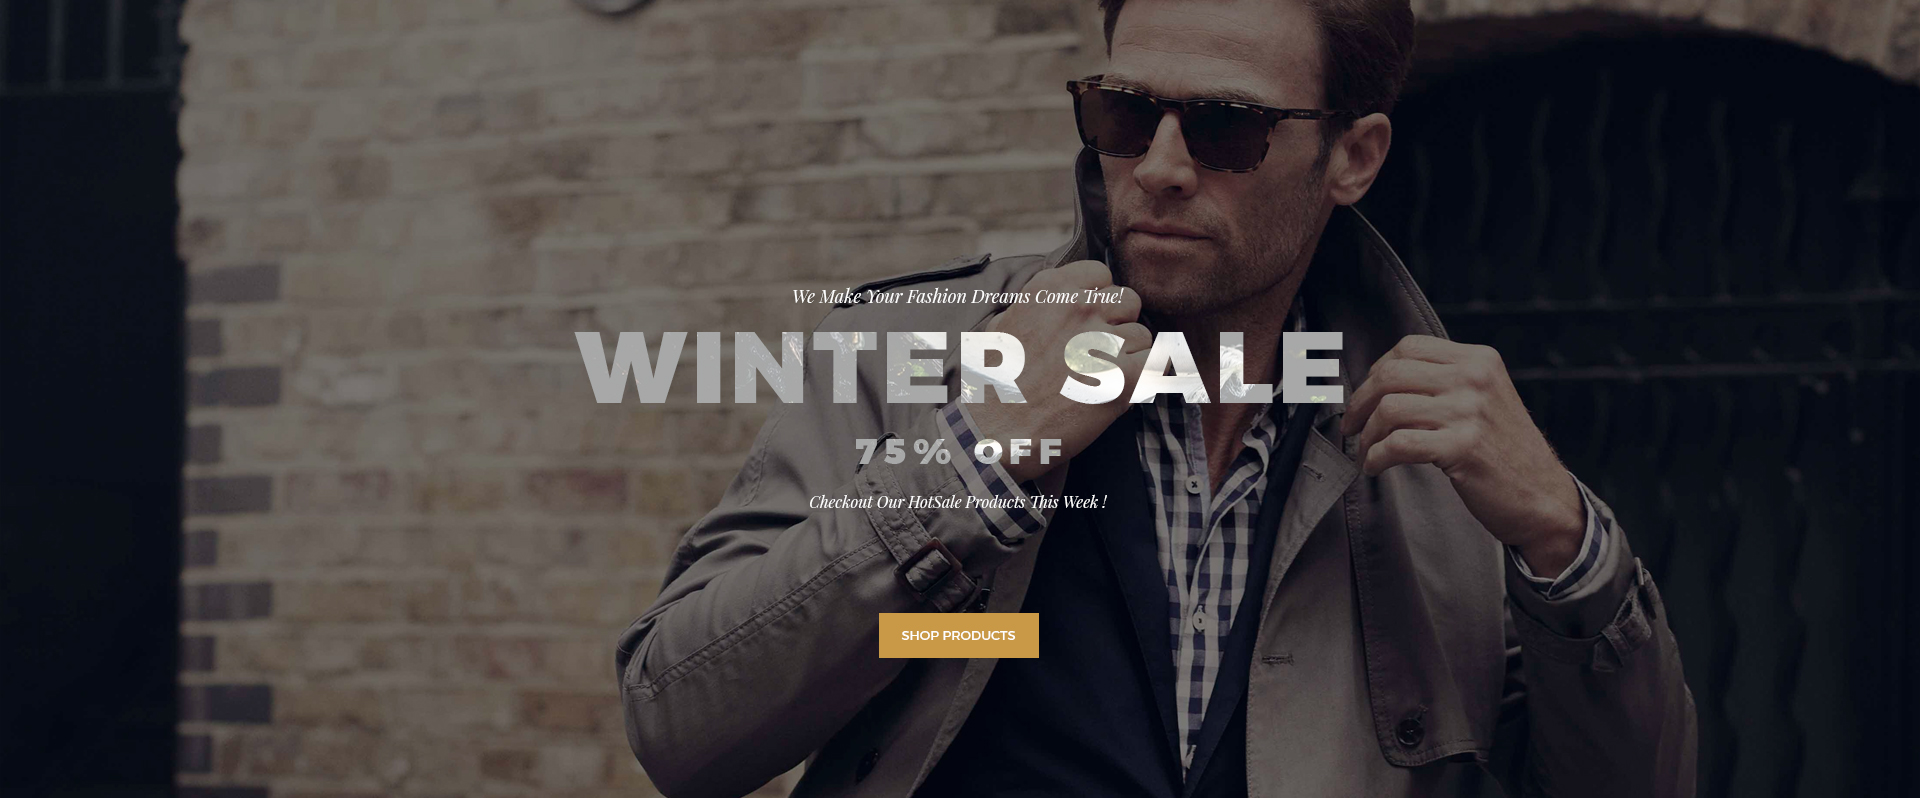 We Make Your Fashion Dreams Come True!
WINTER SALE
75% OFF
Checkout Our HotSale Products This Week !
SHOP PRODUCTS